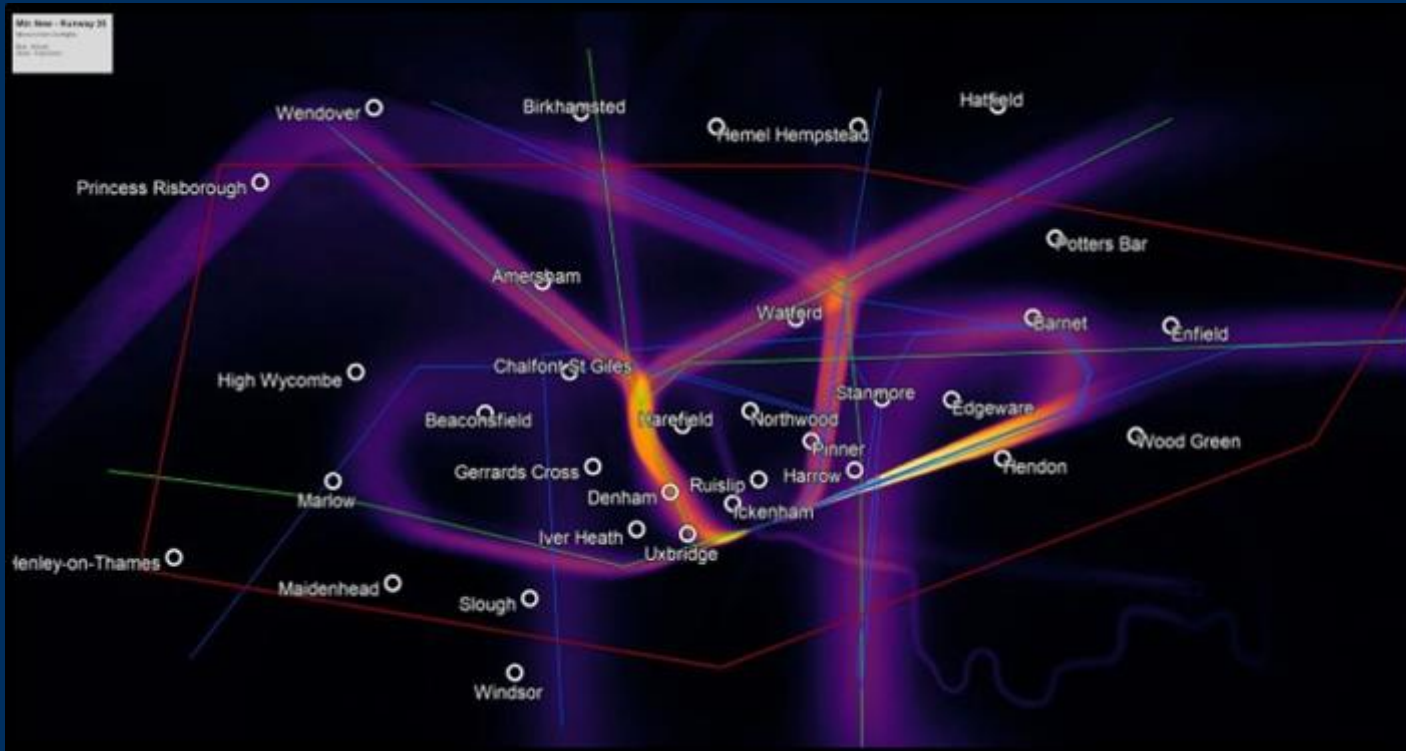 Wendover
Birkhamsted
Hemel Hempstead
Hatfield
Princess Risborough
Potters Bar
Amersham
Watford
Barnet
Enfield
High Wycombe
Chalfont St Giles
Beaconsfield
Harefield
Northwood
Stanmore
Edgeware
Wood Green
Pinner
Gerrards Cross
Hendon
Harrow
Ruislip
Marlow
Denham
Ickenham
Iver Heath
Uxbridge
Henley-on-Thames
Maidenhead
Slough
Windsor